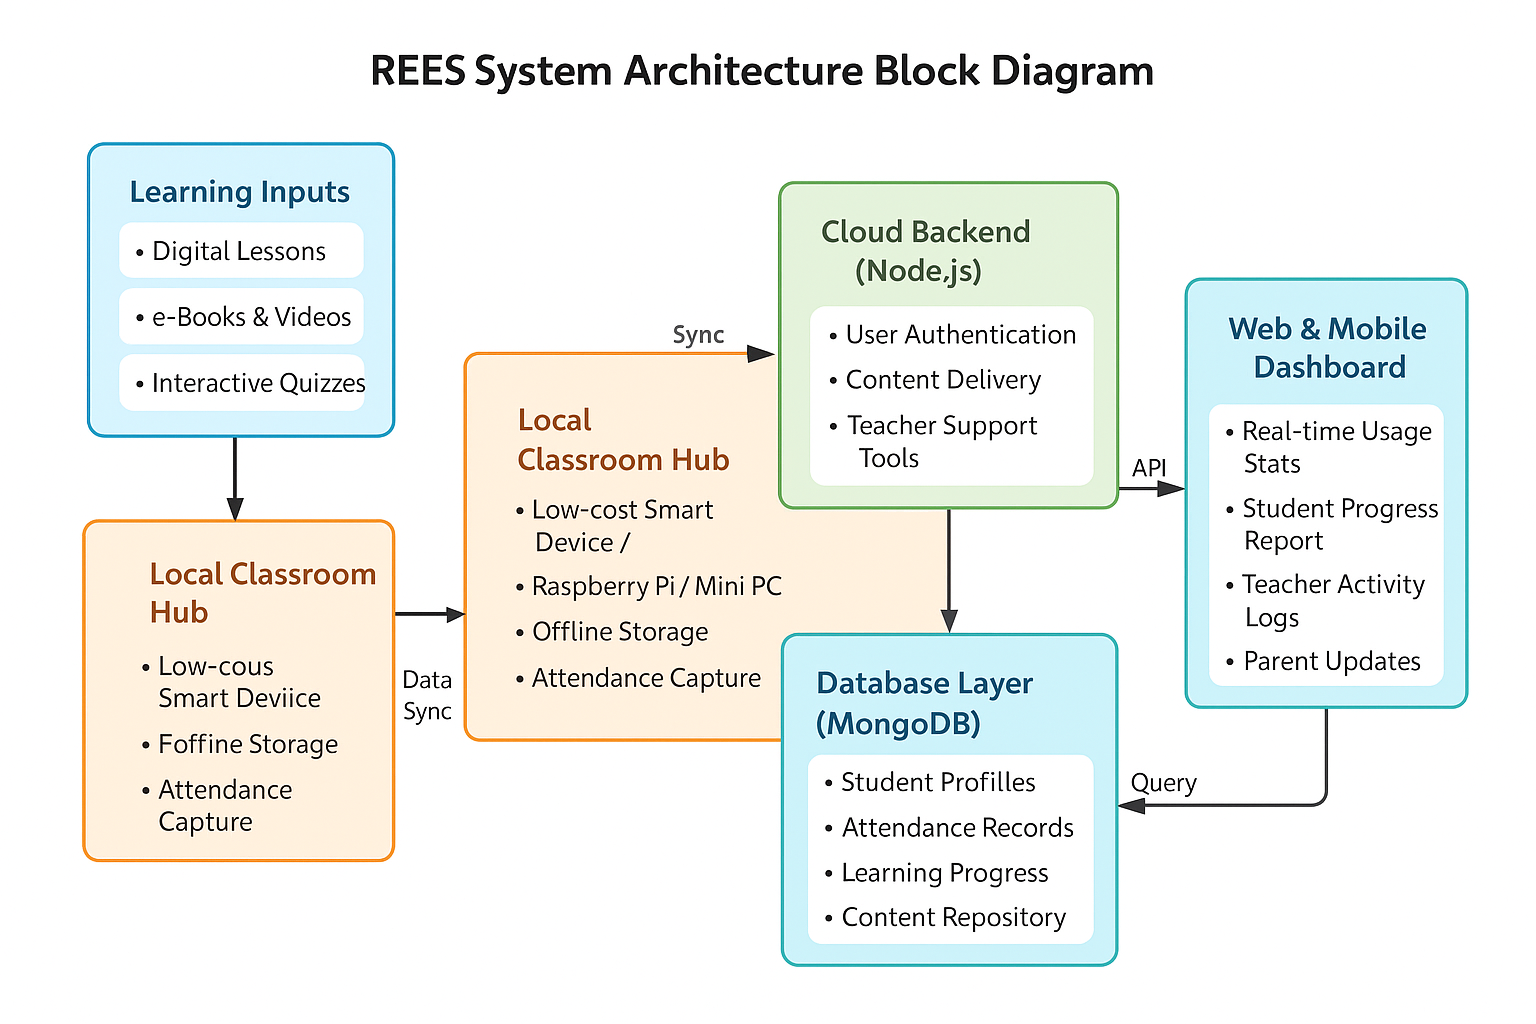 REES System Architecture Block Diagram
Learning Inputs
• Digital Lessons
• e-Books & Videos
• Interactive Quizzes
Local Classroom
Hub
• Low-cous
Smart Deviice
• Foffine Storage
• Attendance
Capture
Data
Sync
Local
Classroom Hub
• Low-cost Smart
Device /
• Raspberry Pi / Mini PC
• Offline Storage
• Attendance Capture
Sync
Cloud Backend
(Node.js)
• User Authentication
• Content Delivery
• Teacher Support
Tools
API
Database Layer
(MongoDB)
• Student Profilles
• Attendance Records
• Learning Progress
• Content Repository
Web & Mobile
Dashboard
• Real-time Usage
Stats
• Student Progress
Report
• Teacher Activity
Logs
• Parent Updates
Query